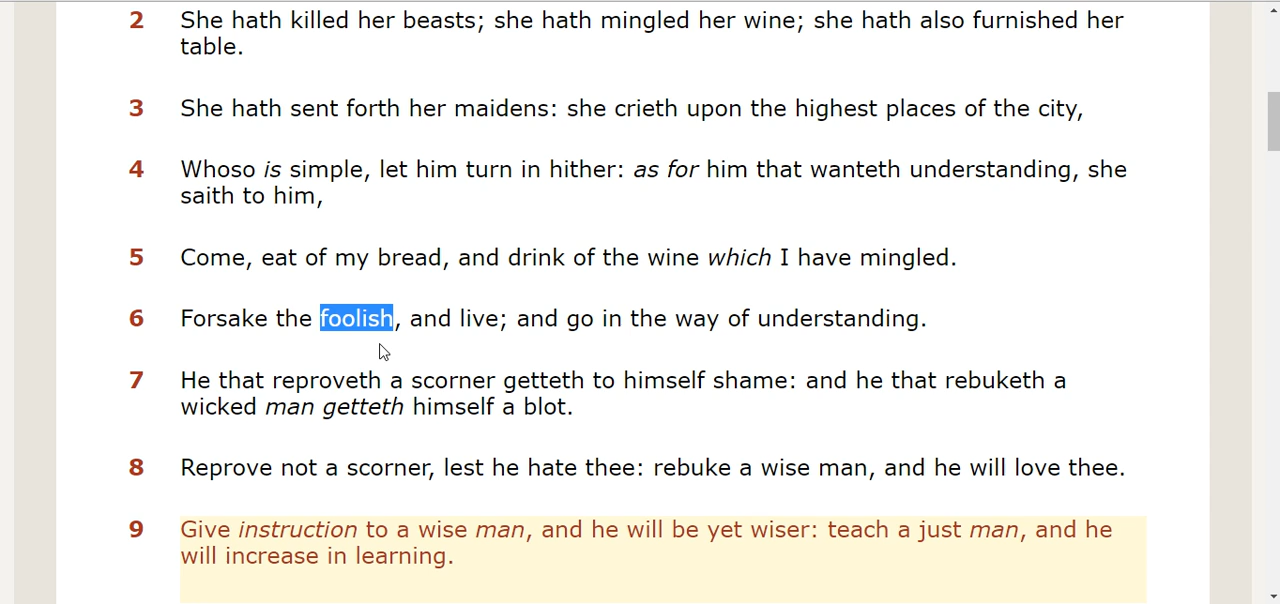 2 She hath killed her beasts; she hath mingled her wine; she hath also furnished her
table.
3 She hath sent forth her maidens: she crieth upon the highest places of the city,
4 Whoso is simple, let him turn in hither: as for him that wanteth understanding, she
saith to him,
5 Come, eat of my bread, and drink of the wine which I have mingled.
6 Forsake the foolish, and live; and go in the way of understanding.
7 He that reproveth a scorner getteth to himself shame: and he that rebuketh a
wicked man getteth himself a blot.
8 Reprove not a scorner, lest he hate thee: rebuke a wise man, and he will love thee.
9 Give instruction to a wise man, and he will be yet wiser: teach a just man, and he
will increase in learning.